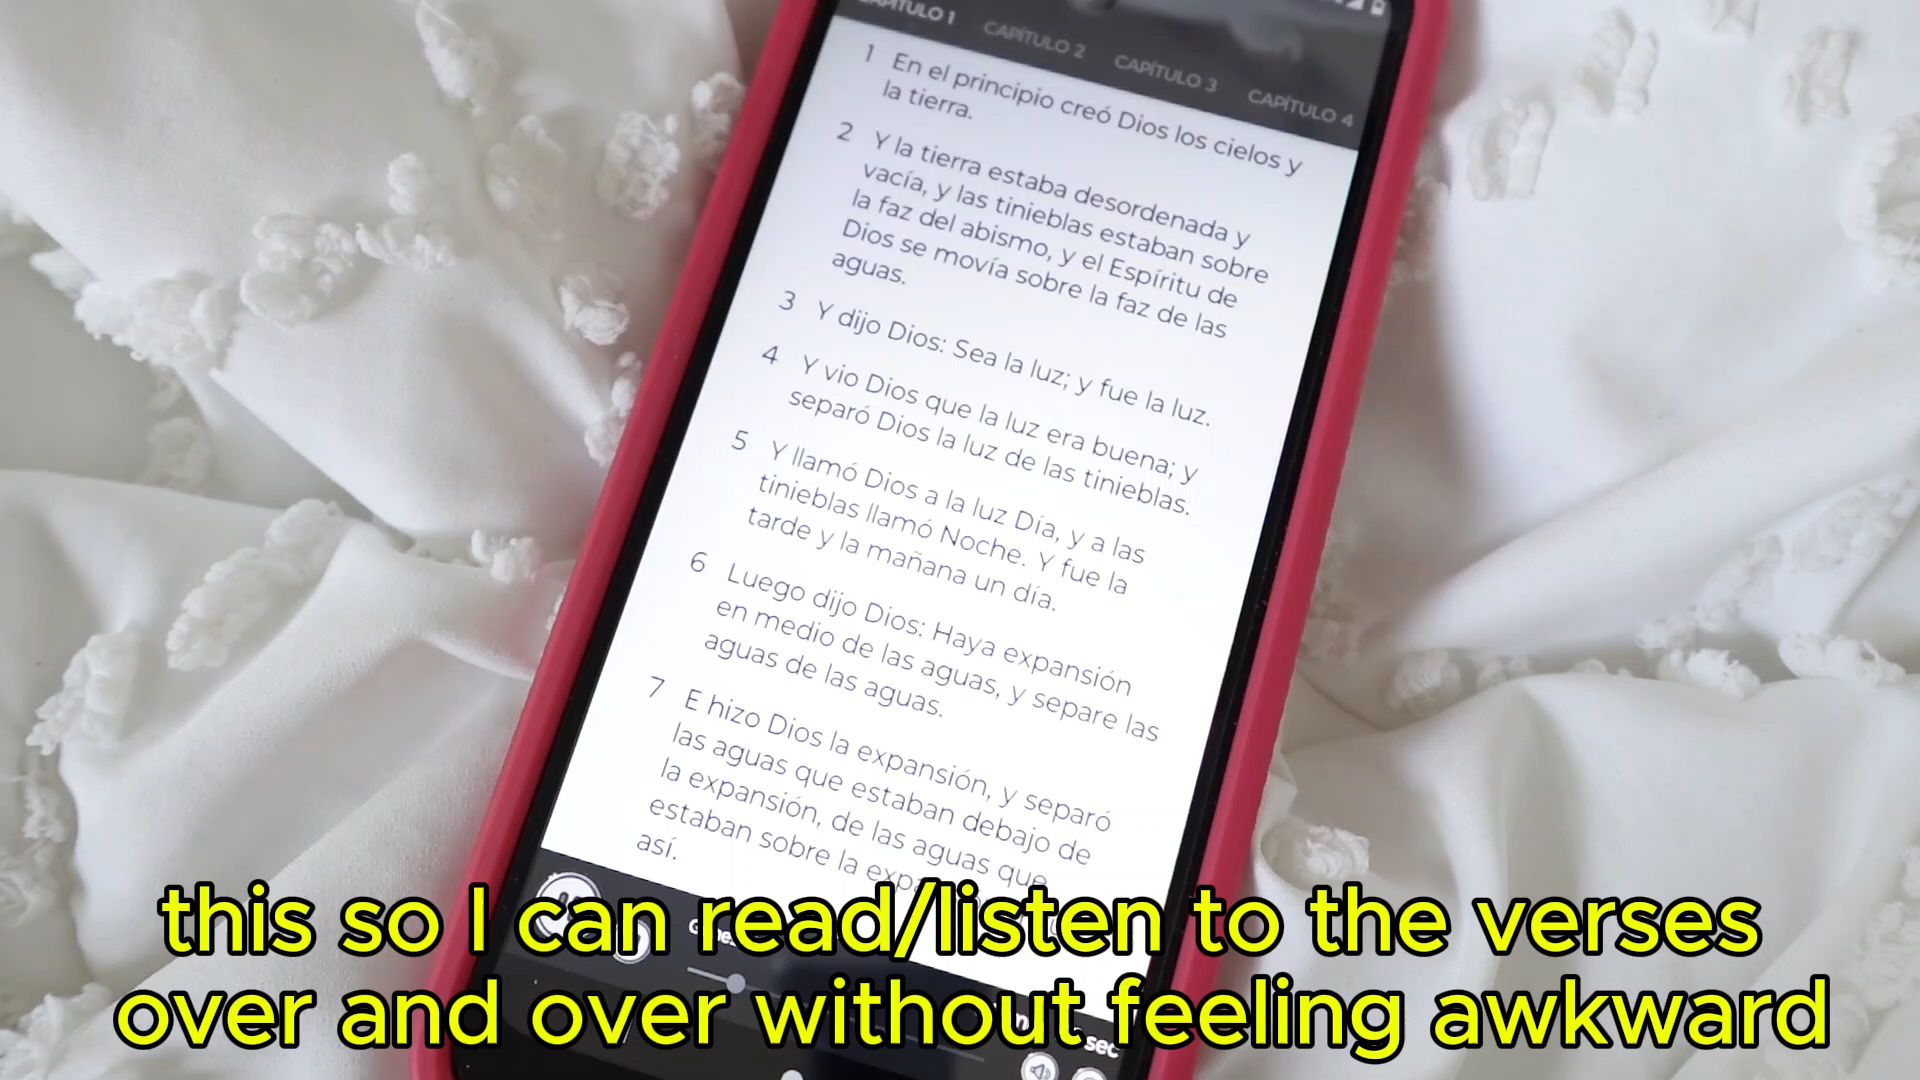 CAPÍTULO 1 CAPÍTULO 2 CAPÍTULO 3 CAPÍTULO 4
1 En el principio creó Dios los cielos y
la tierra.
2 Y la tierra estaba desordenada y
vacía, y las tinieblas estaban sobre
la faz del abismo, y el Espíritu de
Dios se movía sobre la faz de las
aguas.
3 Y dijo Dios: Sea la luz; y fue la luz.
4 Y vio Dios que la luz era buena; y
separó Dios la luz de las tinieblas.
5 Y llamó Dios a la luz Día, y a las
tinieblas llamó Noche. Y fue la
tarde y la mañana un día.
6 Luego dijo Dios: Haya expansión
en medio de las aguas, y separe las
aguas de las aguas.
7 E hizo Dios la expansión, y separó
las aguas que estaban debajo de
la expansión, de las aguas que
estaban sobre la
así.
this so I can read/listen to the verses
over and over without feeling awkward
sec